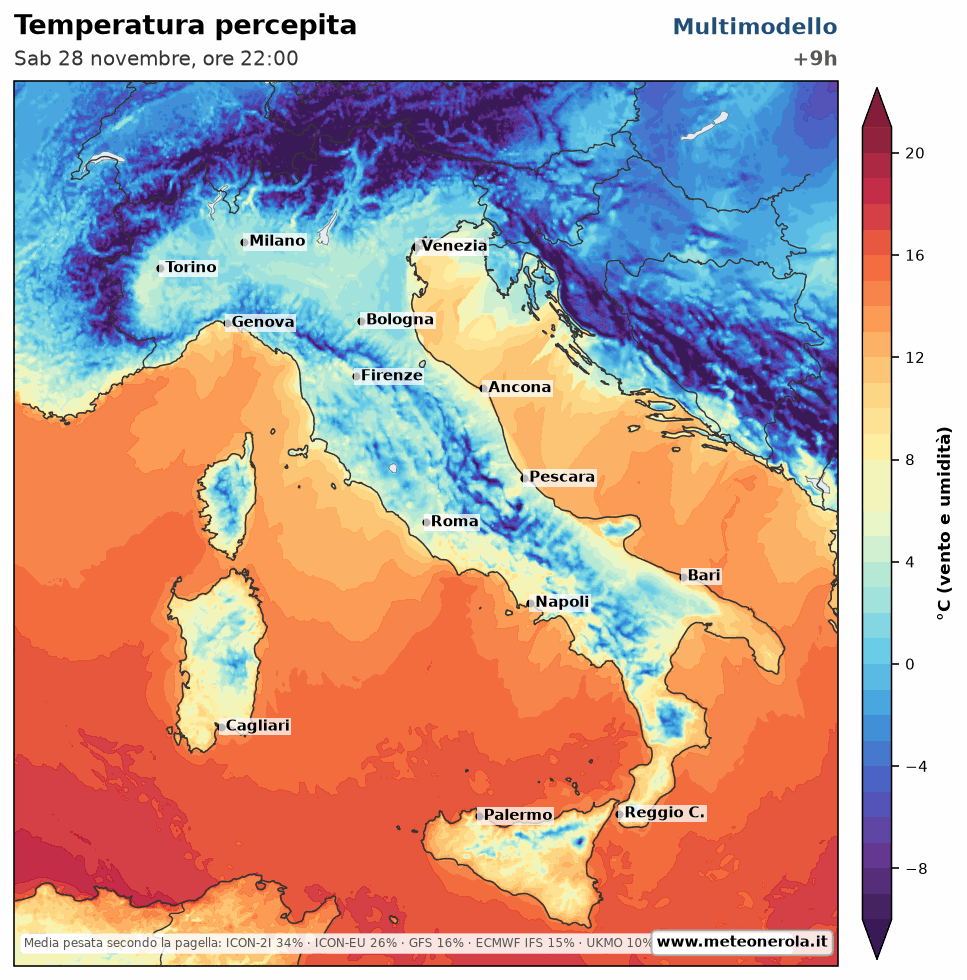 Temperatura percepita
Multimodello
Sab 28 novembre, ore 22:00
+9h
Milano
Venezia
Torino
Genova
Bologna
Firenze
Ancona
Pescara
Roma
Bari
Napoli
Cagliari
Palermo
Reggio C.
20
16
12
8
4
0
−4
−8
°C (vento e umidità)
Media pesata secondo la pagella: ICON-2I 34% · ICON-EU 26% · GFS 16% · ECMWF IFS 15% · UKMO 10%
www.meteonerola.it